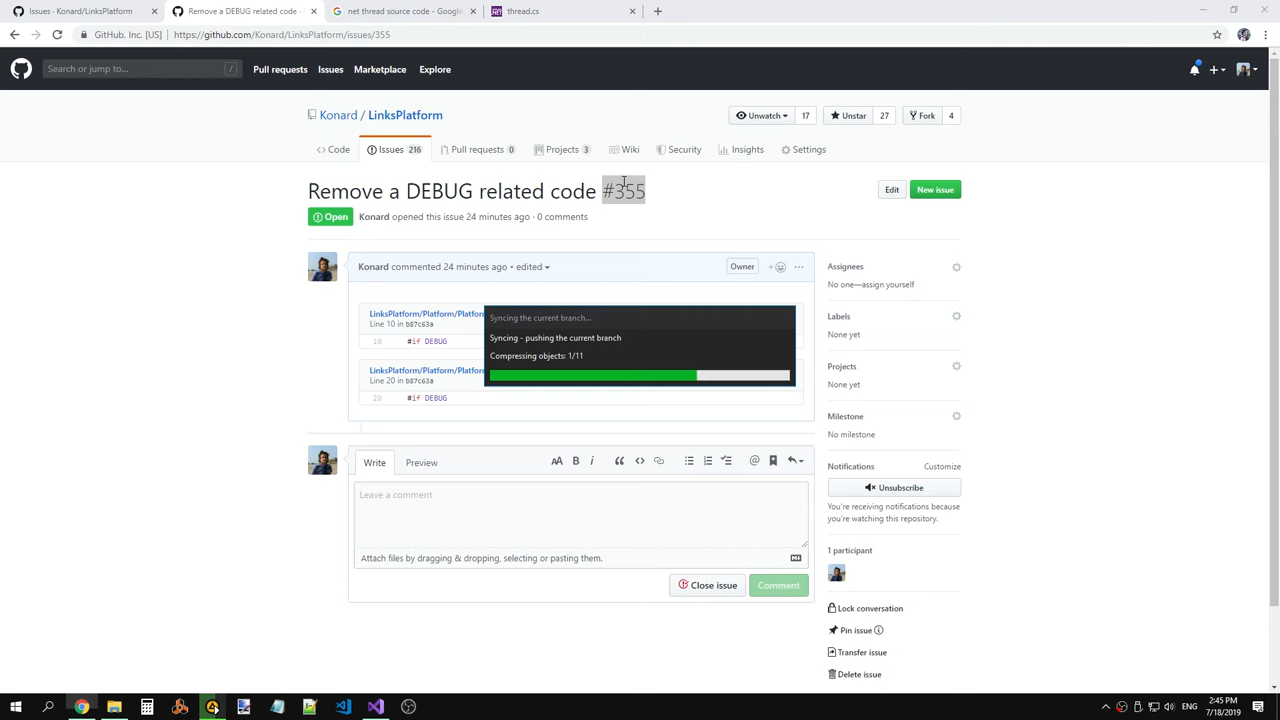 Issues · Konard/LinksPlatform
Remove a DEBUG related code ·
net thread source code - Google
thread.cs
GitHub, Inc. [US]
https://github.com/Konard/LinksPlatform/issues/355
Search or jump to...
/
Pull requests
Issues
Marketplace
Explore
Konard / LinksPlatform
Unwatch
17
Unstar
27
Fork
4
Code
Issues 216
Pull requests 0
Projects 3
Wiki
Security
Insights
Settings
Remove a DEBUG related code #355
Edit
New issue
Open
Konard opened this issue 24 minutes ago · 0 comments
Konard commented 24 minutes ago • edited
Owner
LinksPlatform/Platform/Platform
Line 10 in b87c63a
10 #if DEBUG
LinksPlatform/Platform/Platform
Line 20 in b87c63a
20 #if DEBUG
Syncing the current branch...
Syncing - pushing the current branch
Compressing objects: 1/11
Write
Preview
AA B i
Leave a comment
Attach files by dragging & dropping, selecting or pasting them.
Close issue
Comment
Assignees
No one—assign yourself
Labels
None yet
Projects
None yet
Milestone
No milestone
Notifications
Customize
Unsubscribe
You're receiving notifications because
you're watching this repository.
1 participant
Lock conversation
Pin issue
Transfer issue
Delete issue
ENG
2:45 PM
7/18/2019